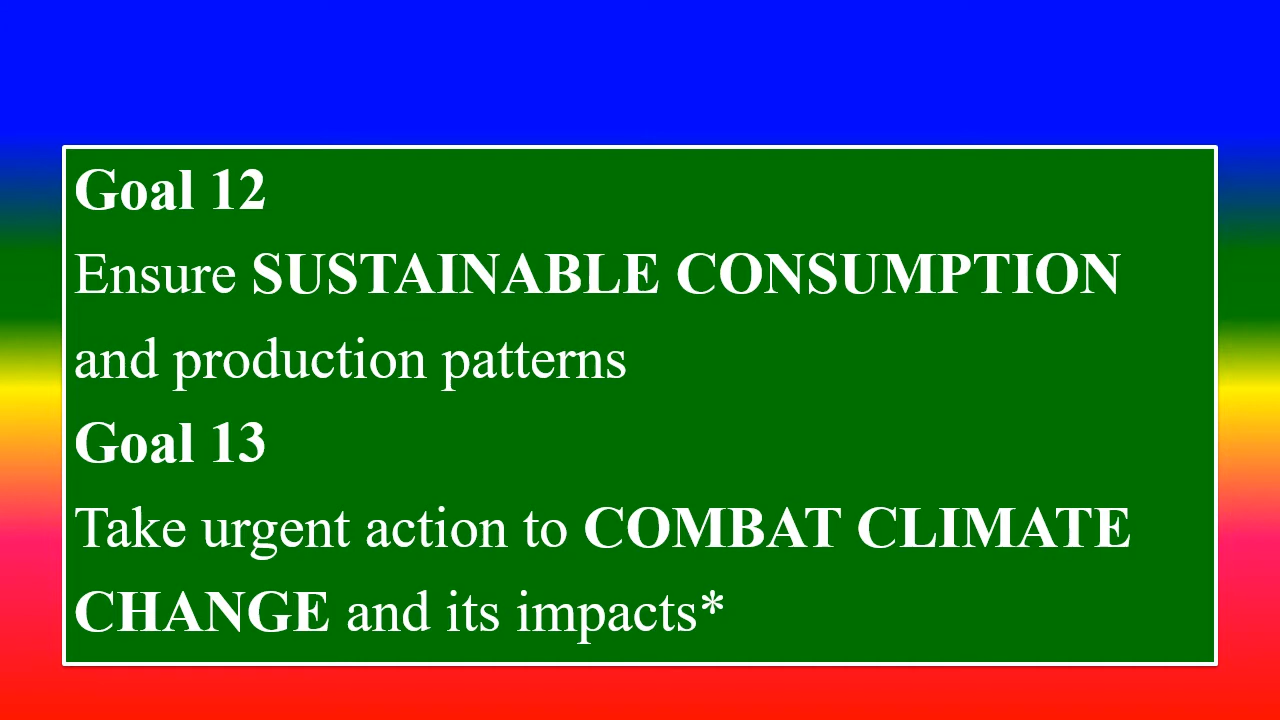 Goal 12
Ensure SUSTAINABLE CONSUMPTION
and production patterns
Goal 13
Take urgent action to COMBAT CLIMATE
CHANGE and its impacts*